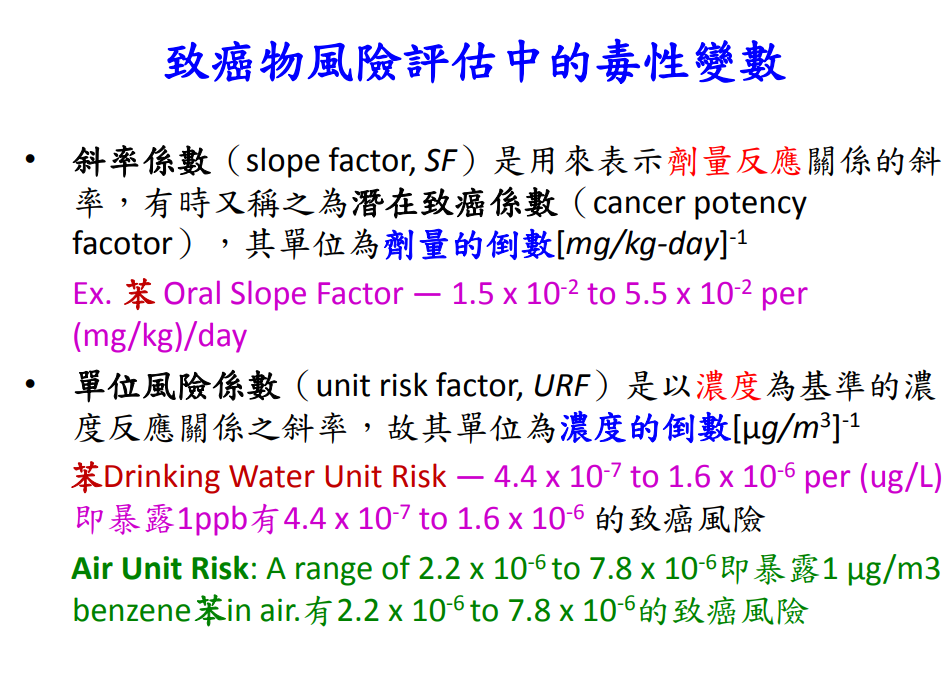 致癌物風險評估中的毒性變數
• 斜率係數（slope factor, SF）是用來表示劑量反應關係的斜
率，有時又稱之為潛在致癌係數（cancer potency
facotor），其單位為劑量的倒數[mg/kg-day]⁻¹
Ex. 苯 Oral Slope Factor — 1.5 x 10⁻² to 5.5 x 10⁻² per
(mg/kg)/day
• 單位風險係數（unit risk factor, URF）是以濃度為基準的濃
度反應關係之斜率，故其單位為濃度的倒數[μg/m³]⁻¹
苯Drinking Water Unit Risk — 4.4 x 10⁻⁷ to 1.6 x 10⁻⁶ per (ug/L)
即暴露1ppb有4.4 x 10⁻⁷ to 1.6 x 10⁻⁶ 的致癌風險
Air Unit Risk: A range of 2.2 x 10⁻⁶ to 7.8 x 10⁻⁶即暴露1 μg/m3
benzene苯in air.有2.2 x 10⁻⁶ to 7.8 x 10⁻⁶的致癌風險